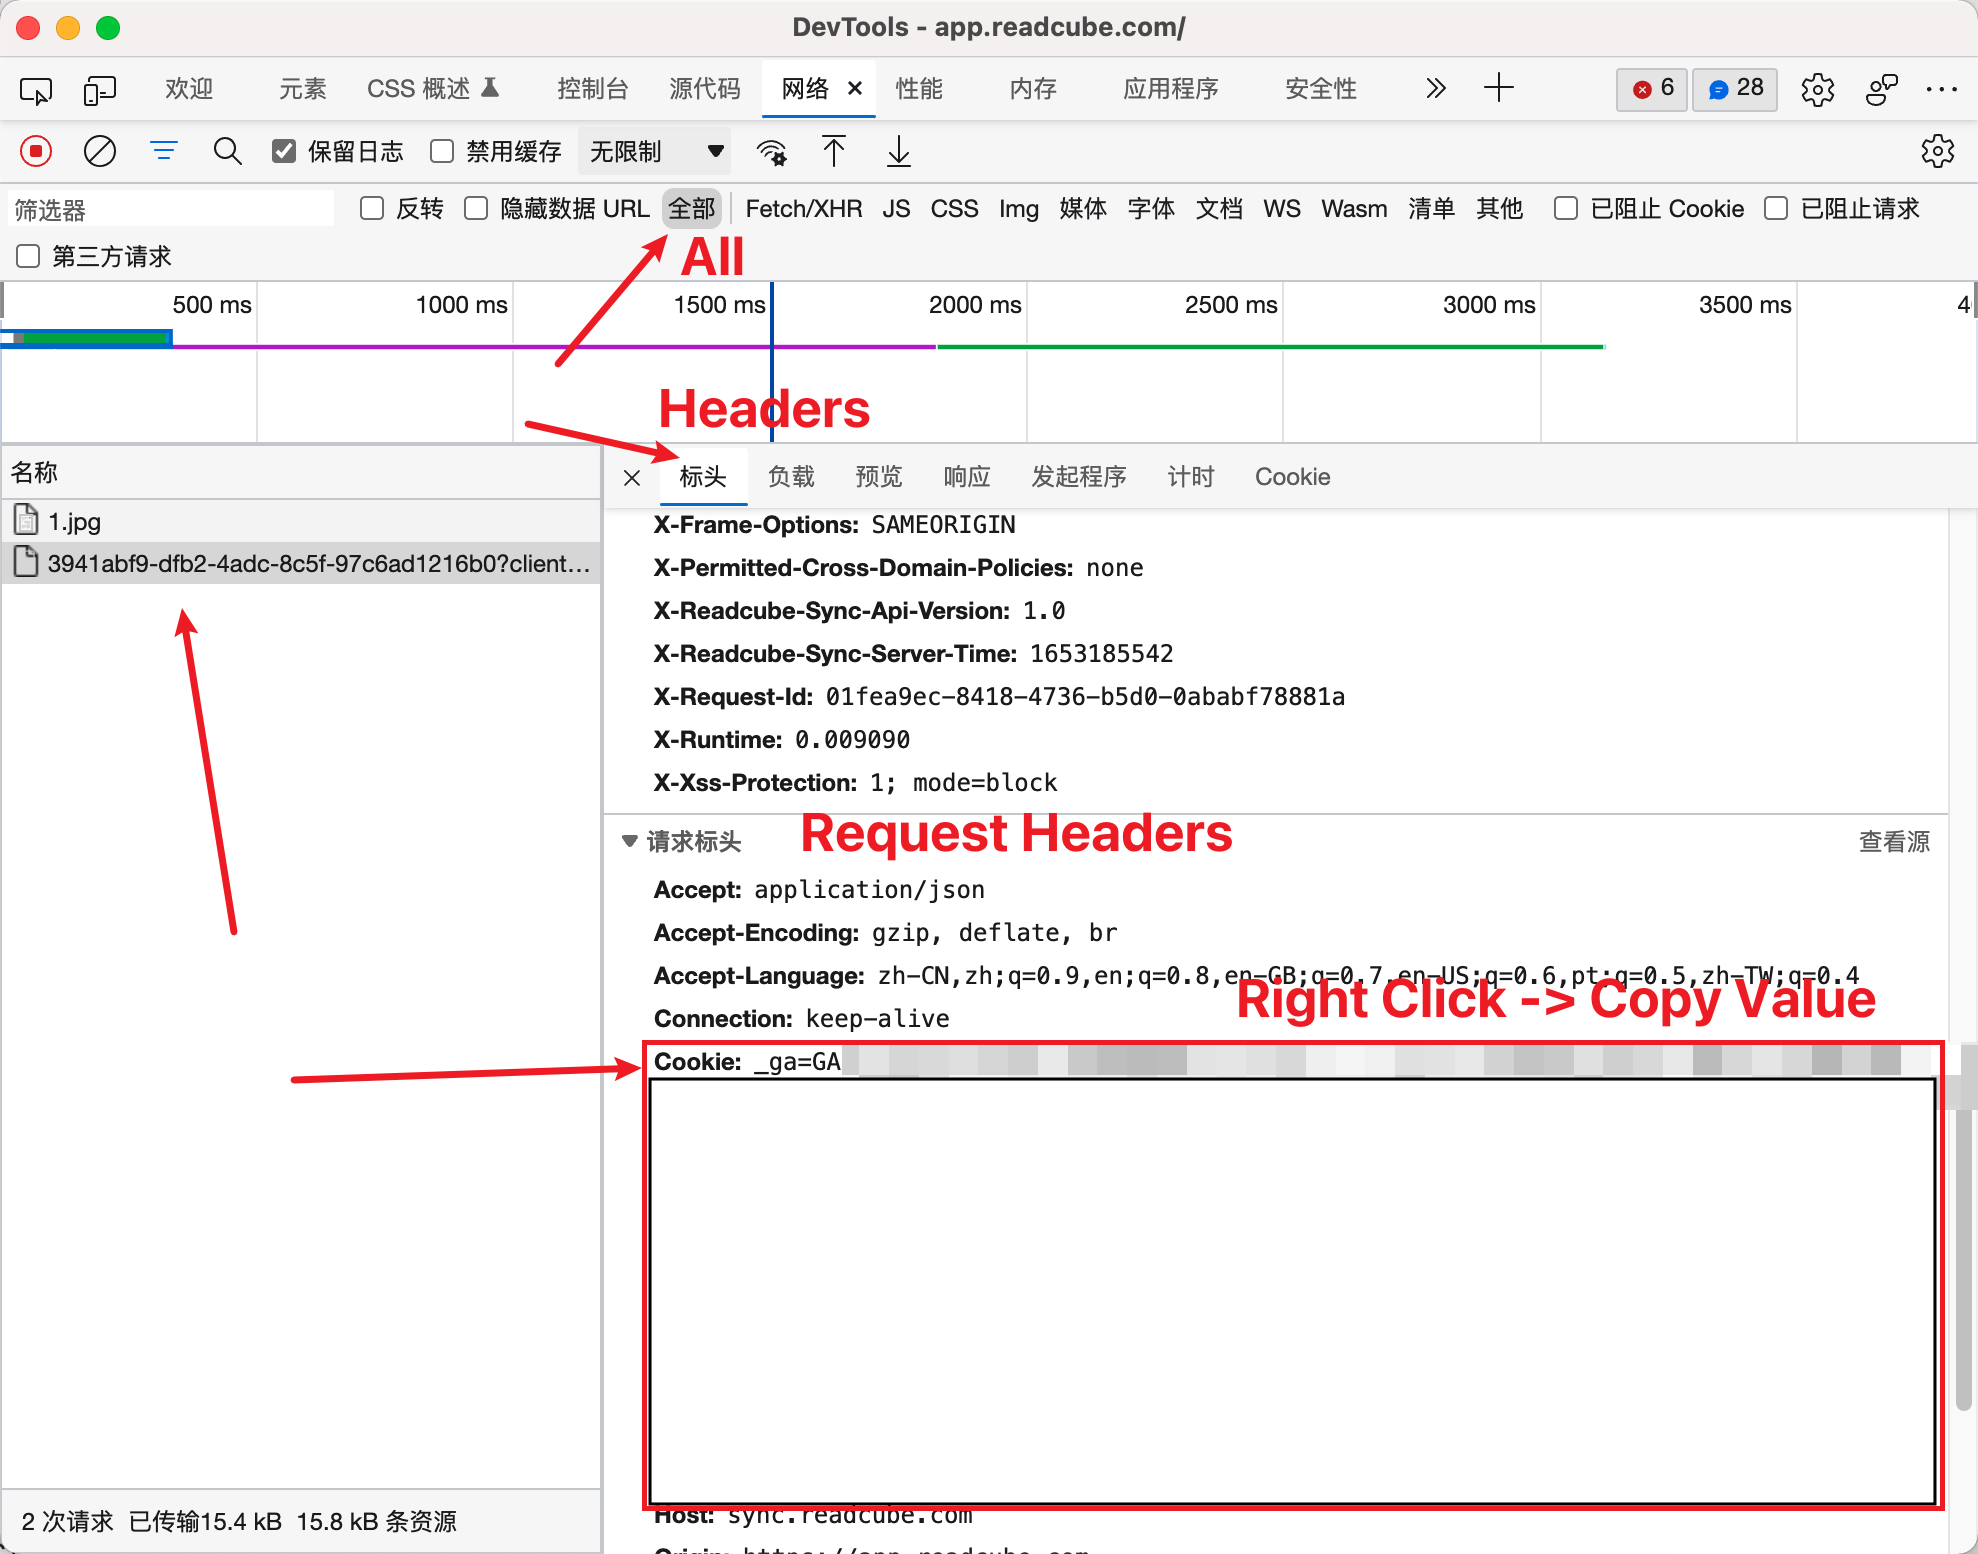 DevTools - app.readcube.com/
欢迎 元素 CSS 概述 控制台 源代码 网络 性能 内存 应用程序 安全性 6 28
保留日志 禁用缓存 无限制
筛选器 反转 隐藏数据 URL 全部 Fetch/XHR JS CSS Img 媒体 字体 文档 WS Wasm 清单 其他 已阻止 Cookie 已阻止请求
第三方请求
All
500 ms 1000 ms 1500 ms 2000 ms 2500 ms 3000 ms 3500 ms
Headers
名称
标头 负载 预览 响应 发起程序 计时 Cookie
1.jpg
3941abf9-dfb2-4adc-8c5f-97c6ad1216b0?client...
X-Frame-Options: SAMEORIGIN
X-Permitted-Cross-Domain-Policies: none
X-Readcube-Sync-Api-Version: 1.0
X-Readcube-Sync-Server-Time: 1653185542
X-Request-Id: 01fea9ec-8418-4736-b5d0-0ababf78881a
X-Runtime: 0.009090
X-Xss-Protection: 1; mode=block
请求标头 Request Headers 查看源
Accept: application/json
Accept-Encoding: gzip, deflate, br
Accept-Language: zh-CN,zh;q=0.9,en;q=0.8,en-GB;q=0.7,en-US;q=0.6,pt;q=0.5,zh-TW;q=0.4
Right Click -> Copy Value
Connection: keep-alive
Cookie: _ga=GA
Host: sync.readcube.com
Origin: https://app.readcube.com
2 次请求 已传输15.4 kB 15.8 kB 条资源